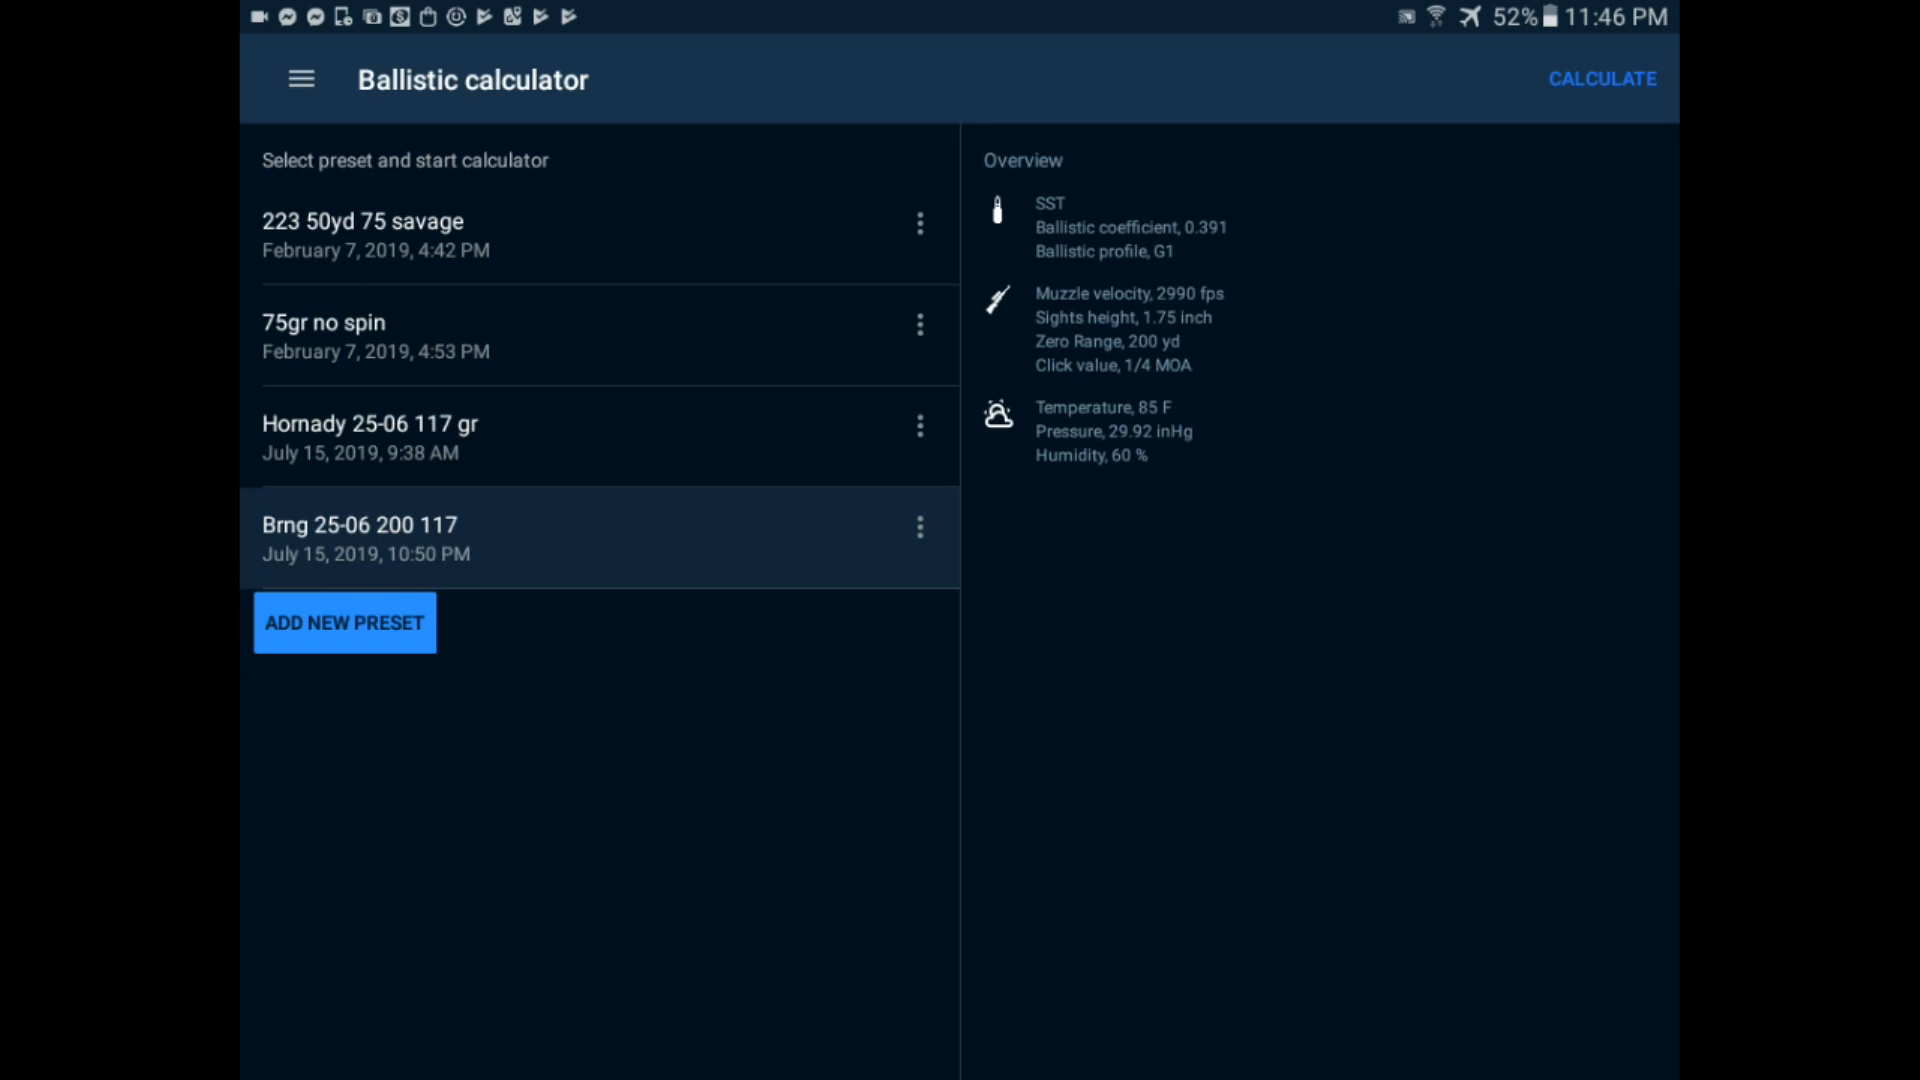 52% 11:46 PM
Ballistic calculator
CALCULATE
Select preset and start calculator
223 50yd 75 savage
February 7, 2019, 4:42 PM
75gr no spin
February 7, 2019, 4:53 PM
Hornady 25-06 117 gr
July 15, 2019, 9:38 AM
Brng 25-06 200 117
July 15, 2019, 10:50 PM
ADD NEW PRESET
Overview
SST
Ballistic coefficient, 0.391
Ballistic profile, G1
Muzzle velocity, 2990 fps
Sights height, 1.75 inch
Zero Range, 200 yd
Click value, 1/4 MOA
Temperature, 85 F
Pressure, 29.92 inHg
Humidity, 60 %